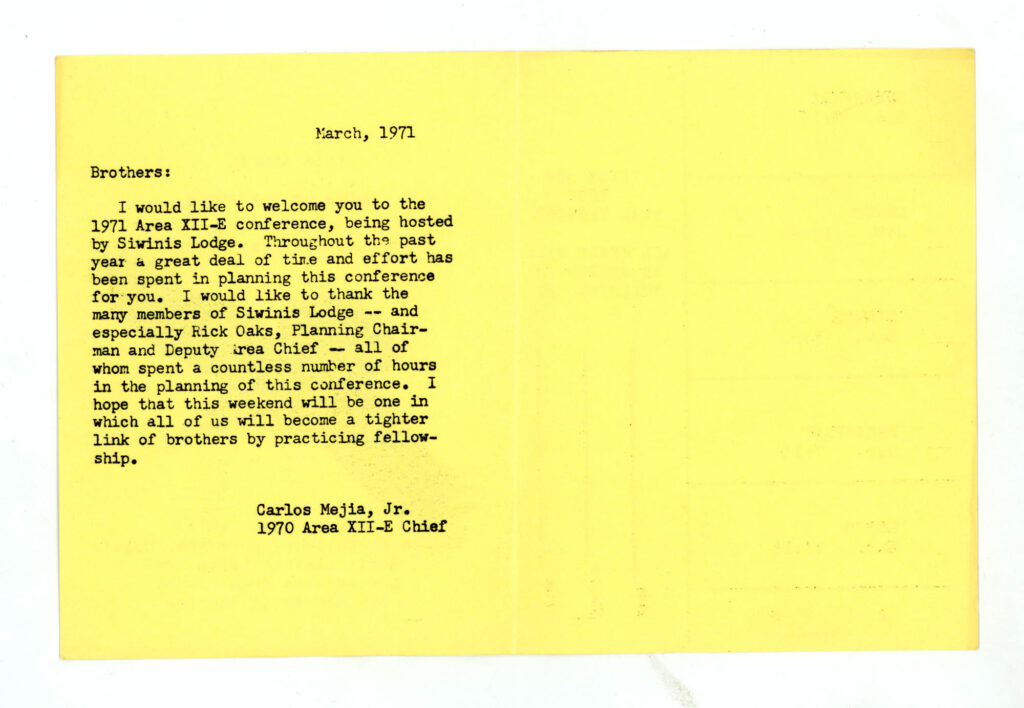 March, 1971
Brothers:
I would like to welcome you to the
1971 Area XII-E conference, being hosted
by Siwinis Lodge. Throughout the past
year a great deal of time and effort has
been spent in planning this conference
for you. I would like to thank the
many members of Siwinis Lodge -- and
especially Rick Oaks, Planning Chair-
man and Deputy Area Chief -- all of
whom spent a countless number of hours
in the planning of this conference. I
hope that this weekend will be one in
which all of us will become a tighter
link of brothers by practicing fellow-
ship.
Carlos Mejia, Jr.
1970 Area XII-E Chief